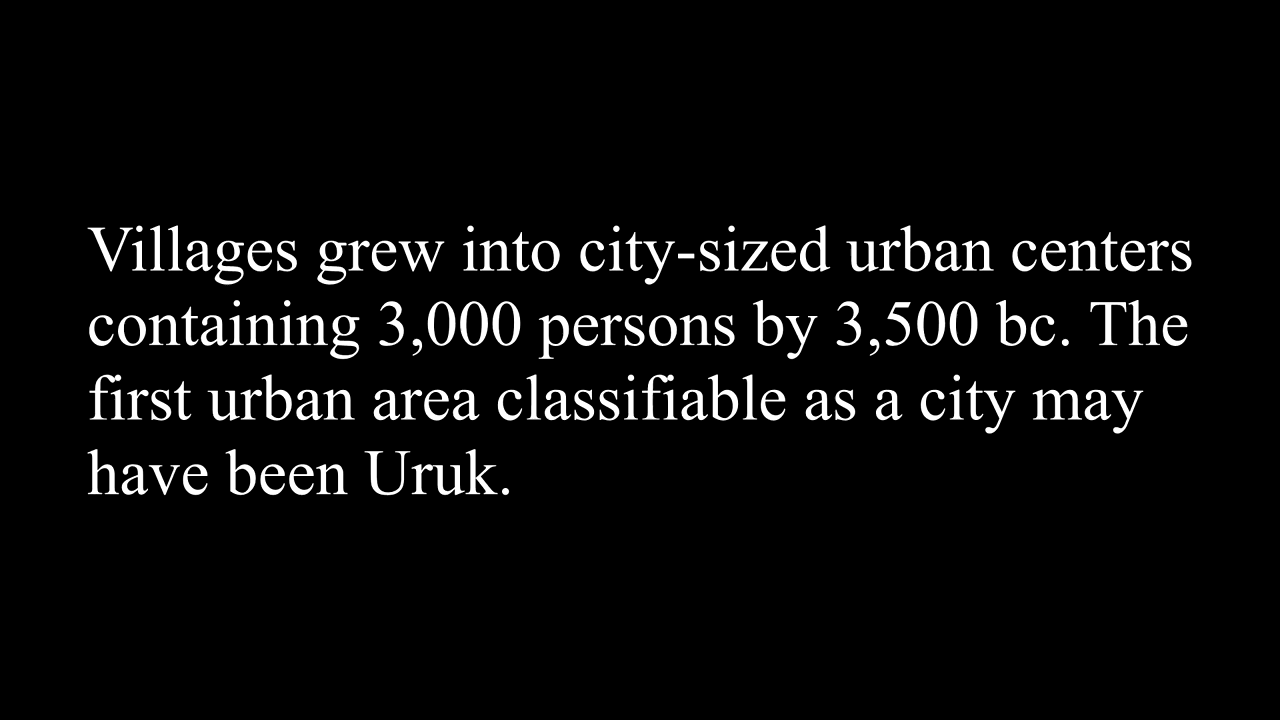 Villages grew into city-sized urban centers
containing 3,000 persons by 3,500 bc. The
first urban area classifiable as a city may
have been Uruk.